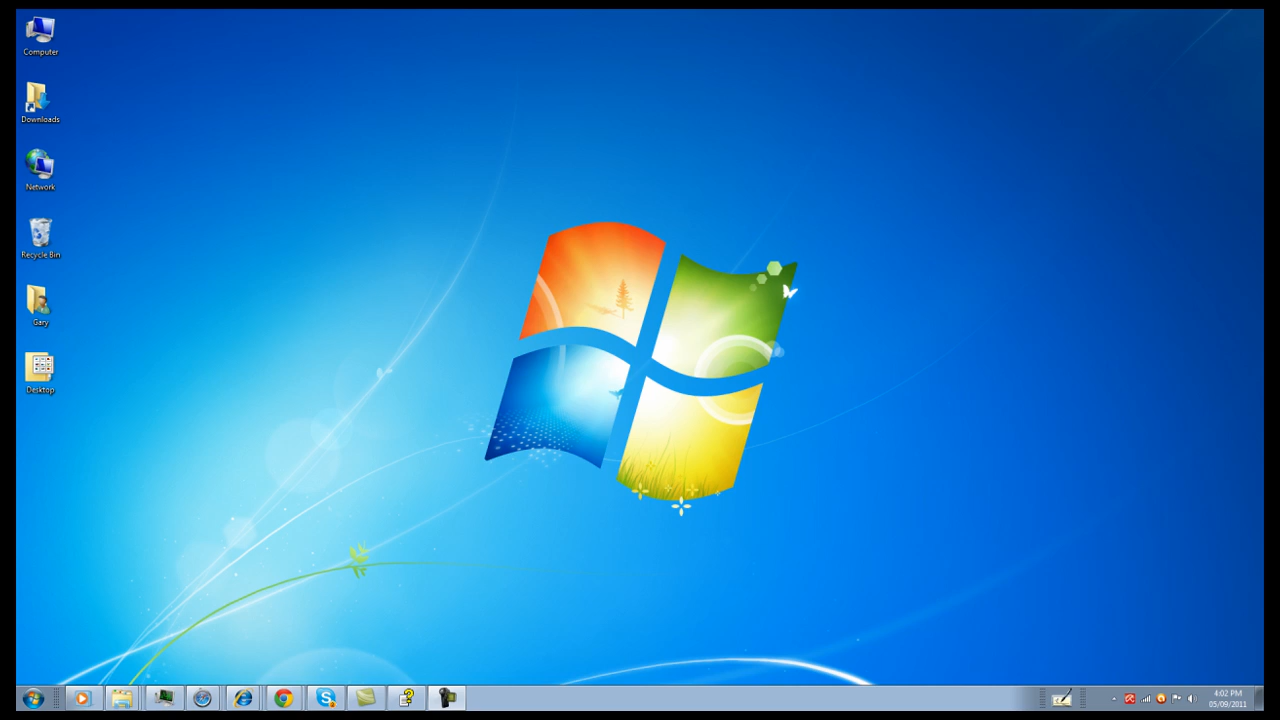 Computer
Downloads
Network
Recycle Bin
Gary
Desktop
4:02 PM
05/09/2011